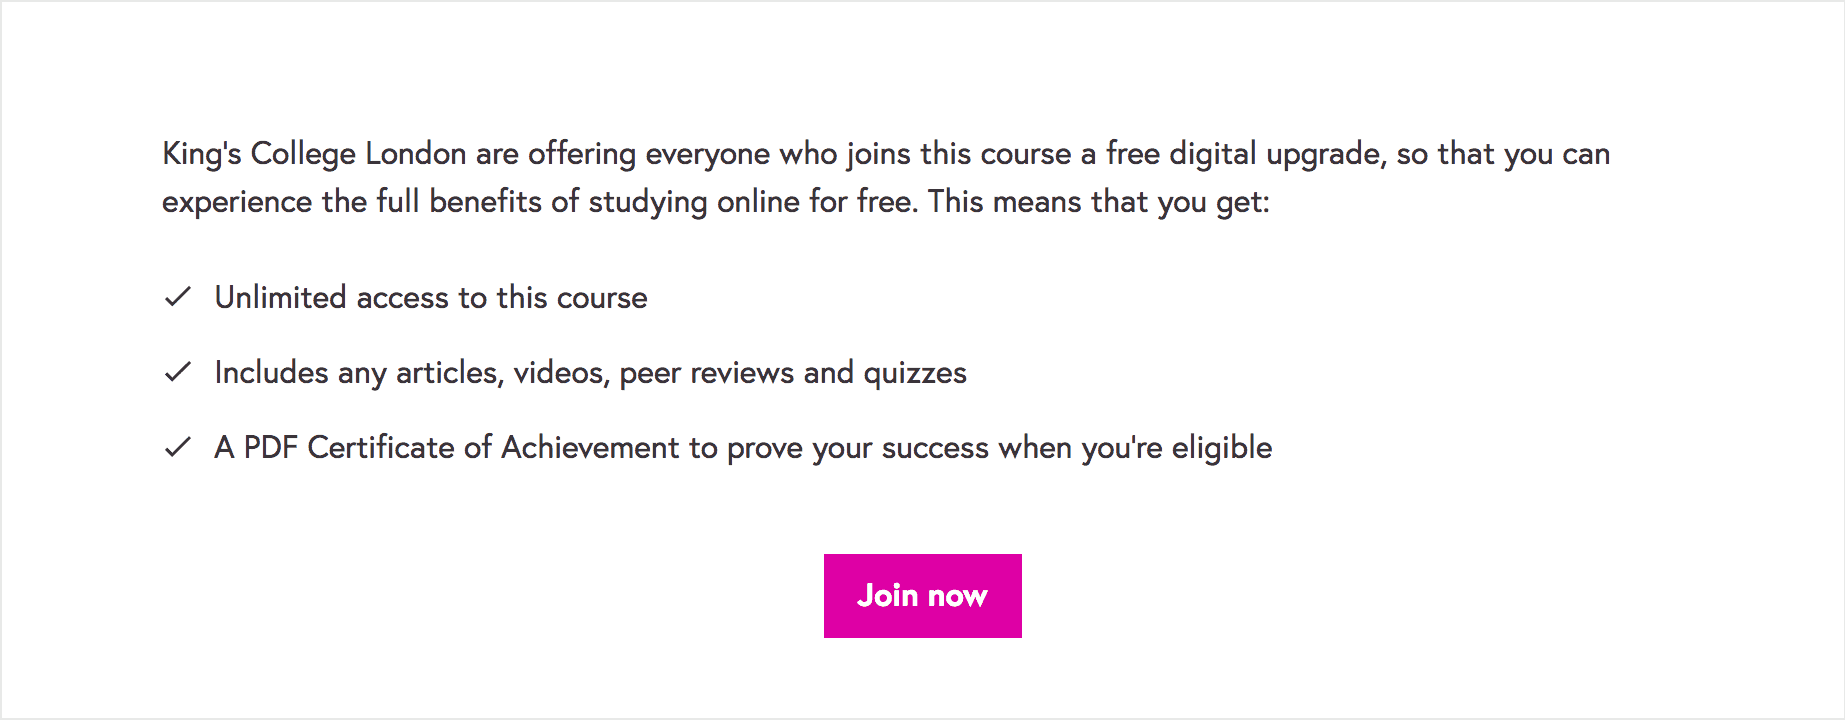 King's College London are offering everyone who joins this course a free digital upgrade, so that you can
experience the full benefits of studying online for free. This means that you get:
Unlimited access to this course
Includes any articles, videos, peer reviews and quizzes
A PDF Certificate of Achievement to prove your success when you're eligible
Join now